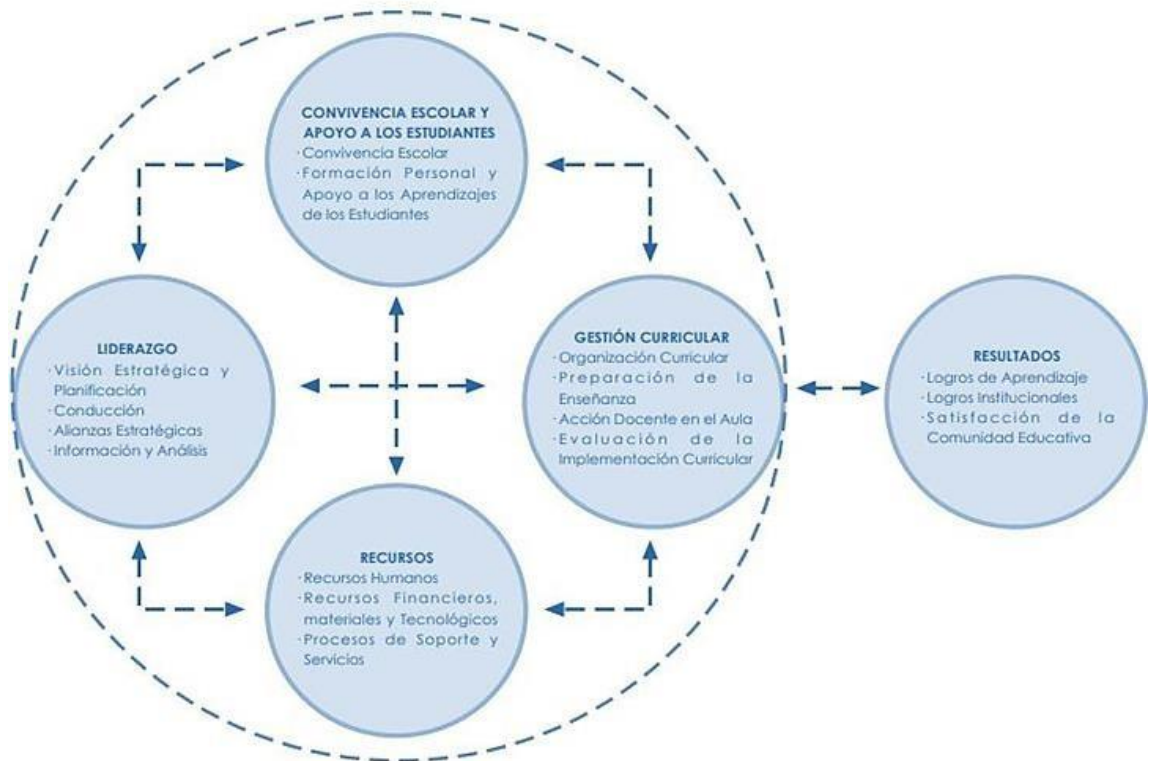 CONVIVENCIA ESCOLAR Y
APOYO A LOS ESTUDIANTES
·Convivencia Escolar
·Formación Personal y
Apoyo a los Aprendizajes
de los Estudiantes
LIDERAZGO
·Visión Estratégica y
Planificación
·Conducción
·Alianzas Estratégicas
·Información y Análisis
GESTIÓN CURRICULAR
·Organización Curricular
·Preparación de la
Enseñanza
·Acción Docente en el Aula
·Evaluación de la
Implementación Curricular
RESULTADOS
·Logros de Aprendizaje
·Logros Institucionales
·Satisfacción de la
Comunidad Educativa
RECURSOS
·Recursos Humanos
·Recursos Financieros,
materiales y Tecnológicos
·Procesos de Soporte y
Servicios